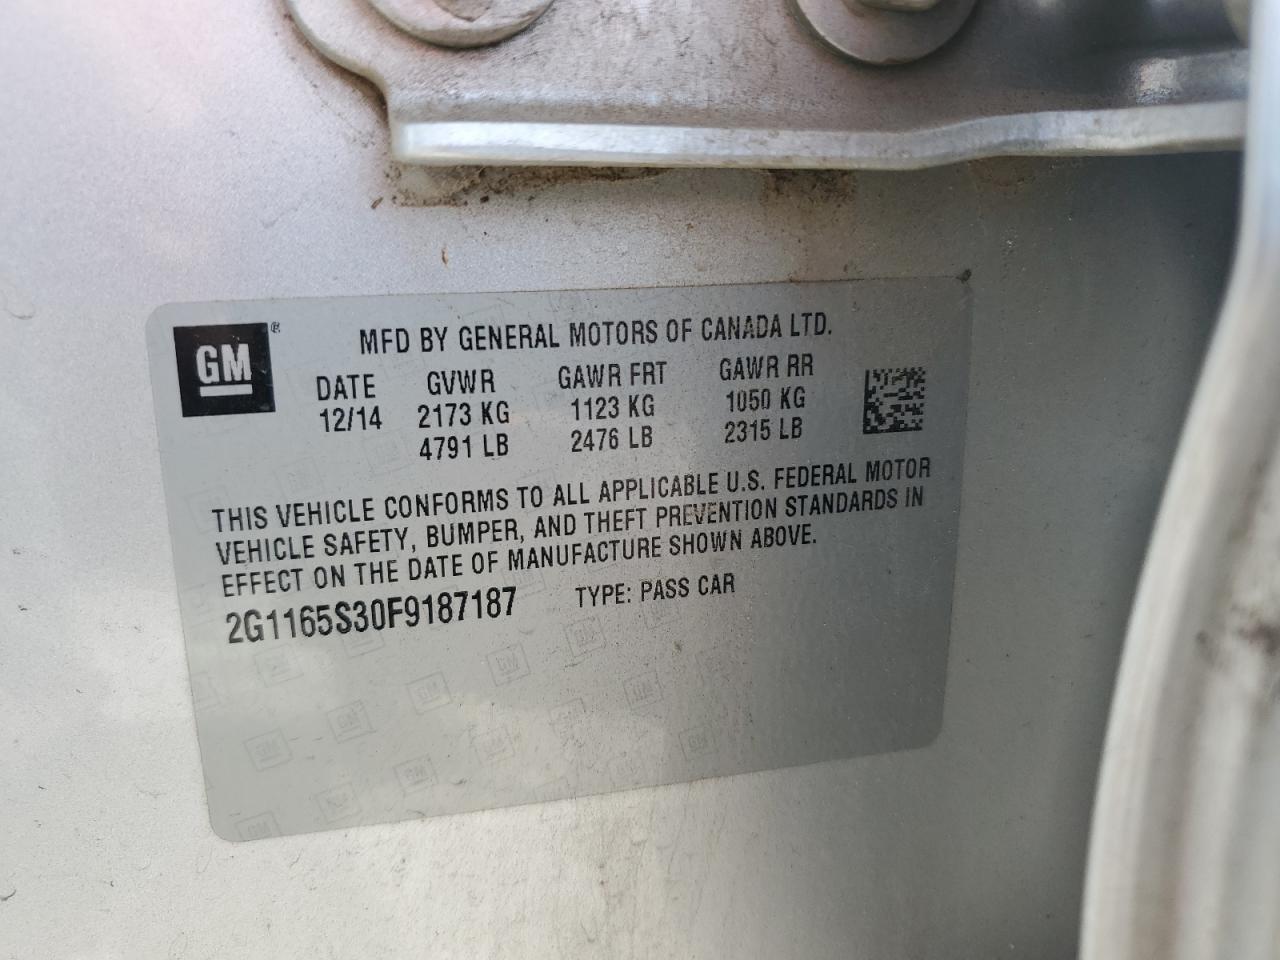 GM®
MFD BY GENERAL MOTORS OF CANADA LTD.
DATE GVWR GAWR FRT GAWR RR
12/14 2173 KG 1123 KG 1050 KG
4791 LB 2476 LB 2315 LB
THIS VEHICLE CONFORMS TO ALL APPLICABLE U.S. FEDERAL MOTOR
VEHICLE SAFETY, BUMPER, AND THEFT PREVENTION STANDARDS IN
EFFECT ON THE DATE OF MANUFACTURE SHOWN ABOVE.
2G1165S30F9187187 TYPE: PASS CAR